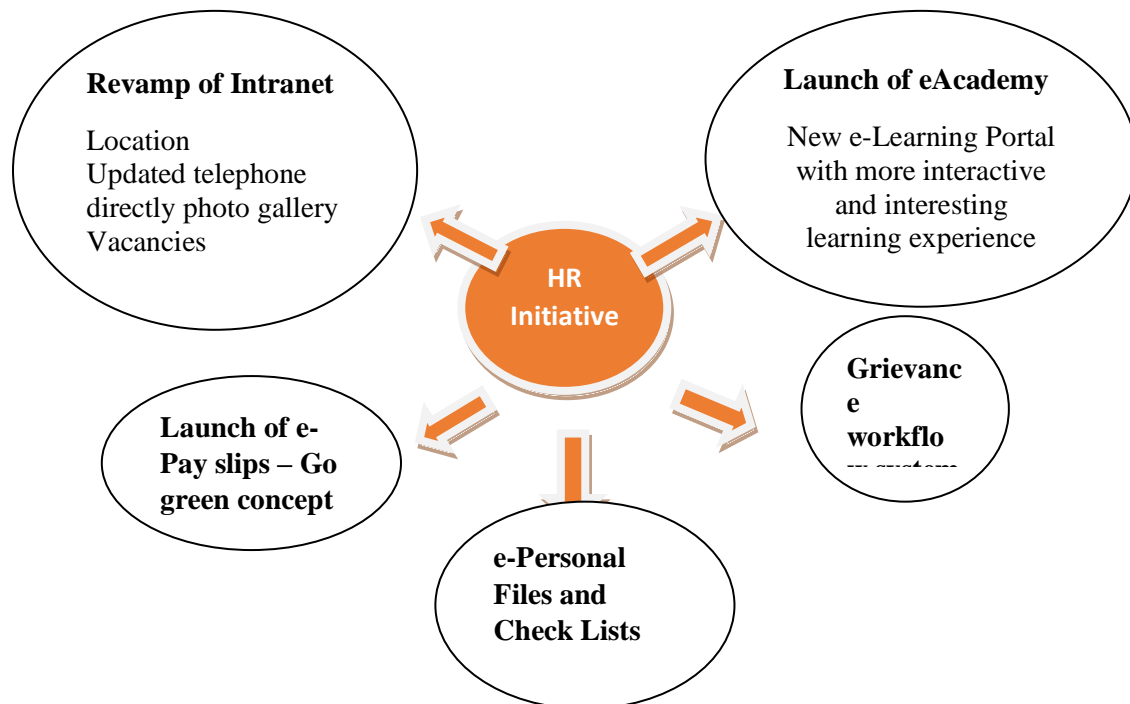 Revamp of Intranet
Location
Updated telephone
directly photo gallery
Vacancies
Launch of eAcademy
New e-Learning Portal
with more interactive
and interesting
learning experience
HR
Initiative
Launch of e-
Pay slips – Go
green concept
Grievanc
e
workflo
w system
e-Personal
Files and
Check Lists